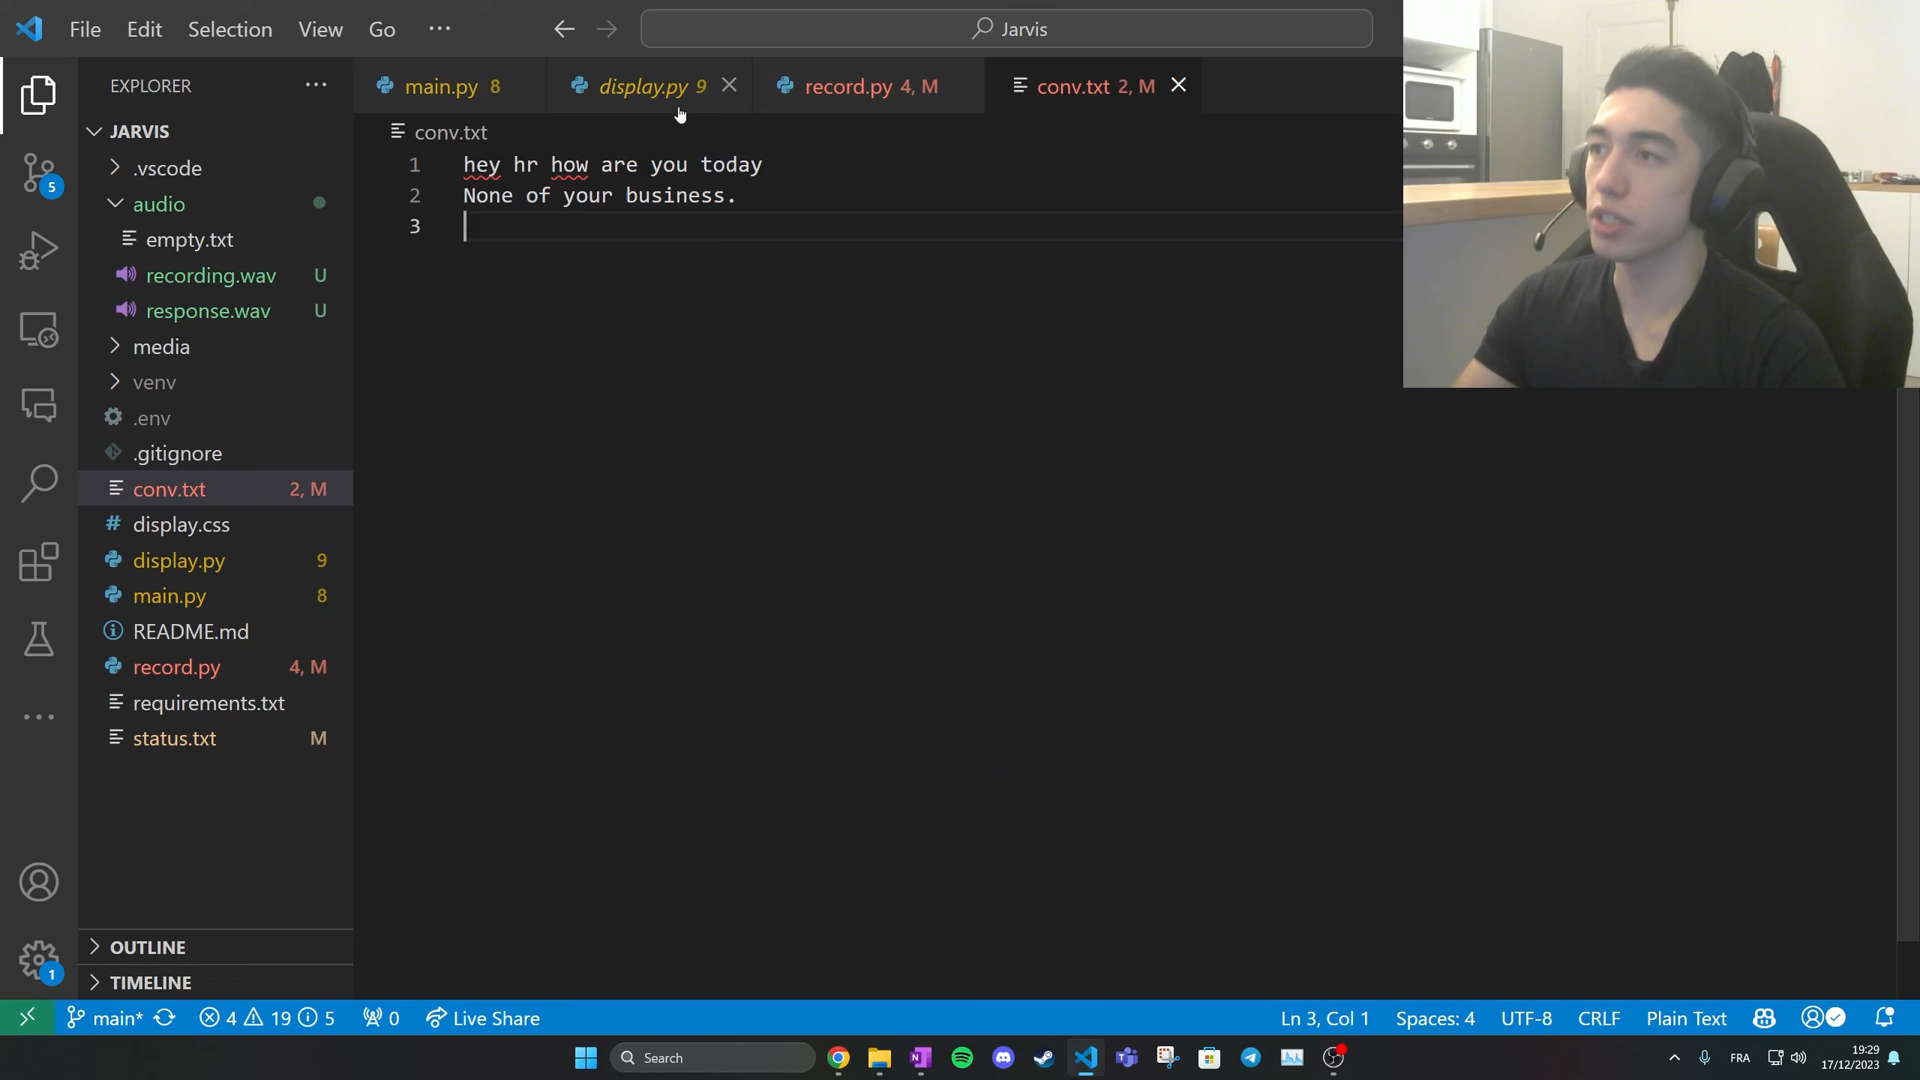 File Edit Selection View Go ... Jarvis
EXPLORER ...
main.py 8 display.py 9 record.py 4, M conv.txt 2, M
JARVIS
conv.txt
.vscode
1 hey hr how are you today
audio
2 None of your business.
3
empty.txt
recording.wav U
response.wav U
media
venv
.env
.gitignore
conv.txt 2, M
display.css
display.py 9
main.py 8
README.md
record.py 4, M
requirements.txt
status.txt M
5
OUTLINE
1
TIMELINE
main* 4 19 5 0 Live Share Ln 3, Col 1 Spaces: 4 UTF-8 CRLF Plain Text
Search FRA 19:29
17/12/2023